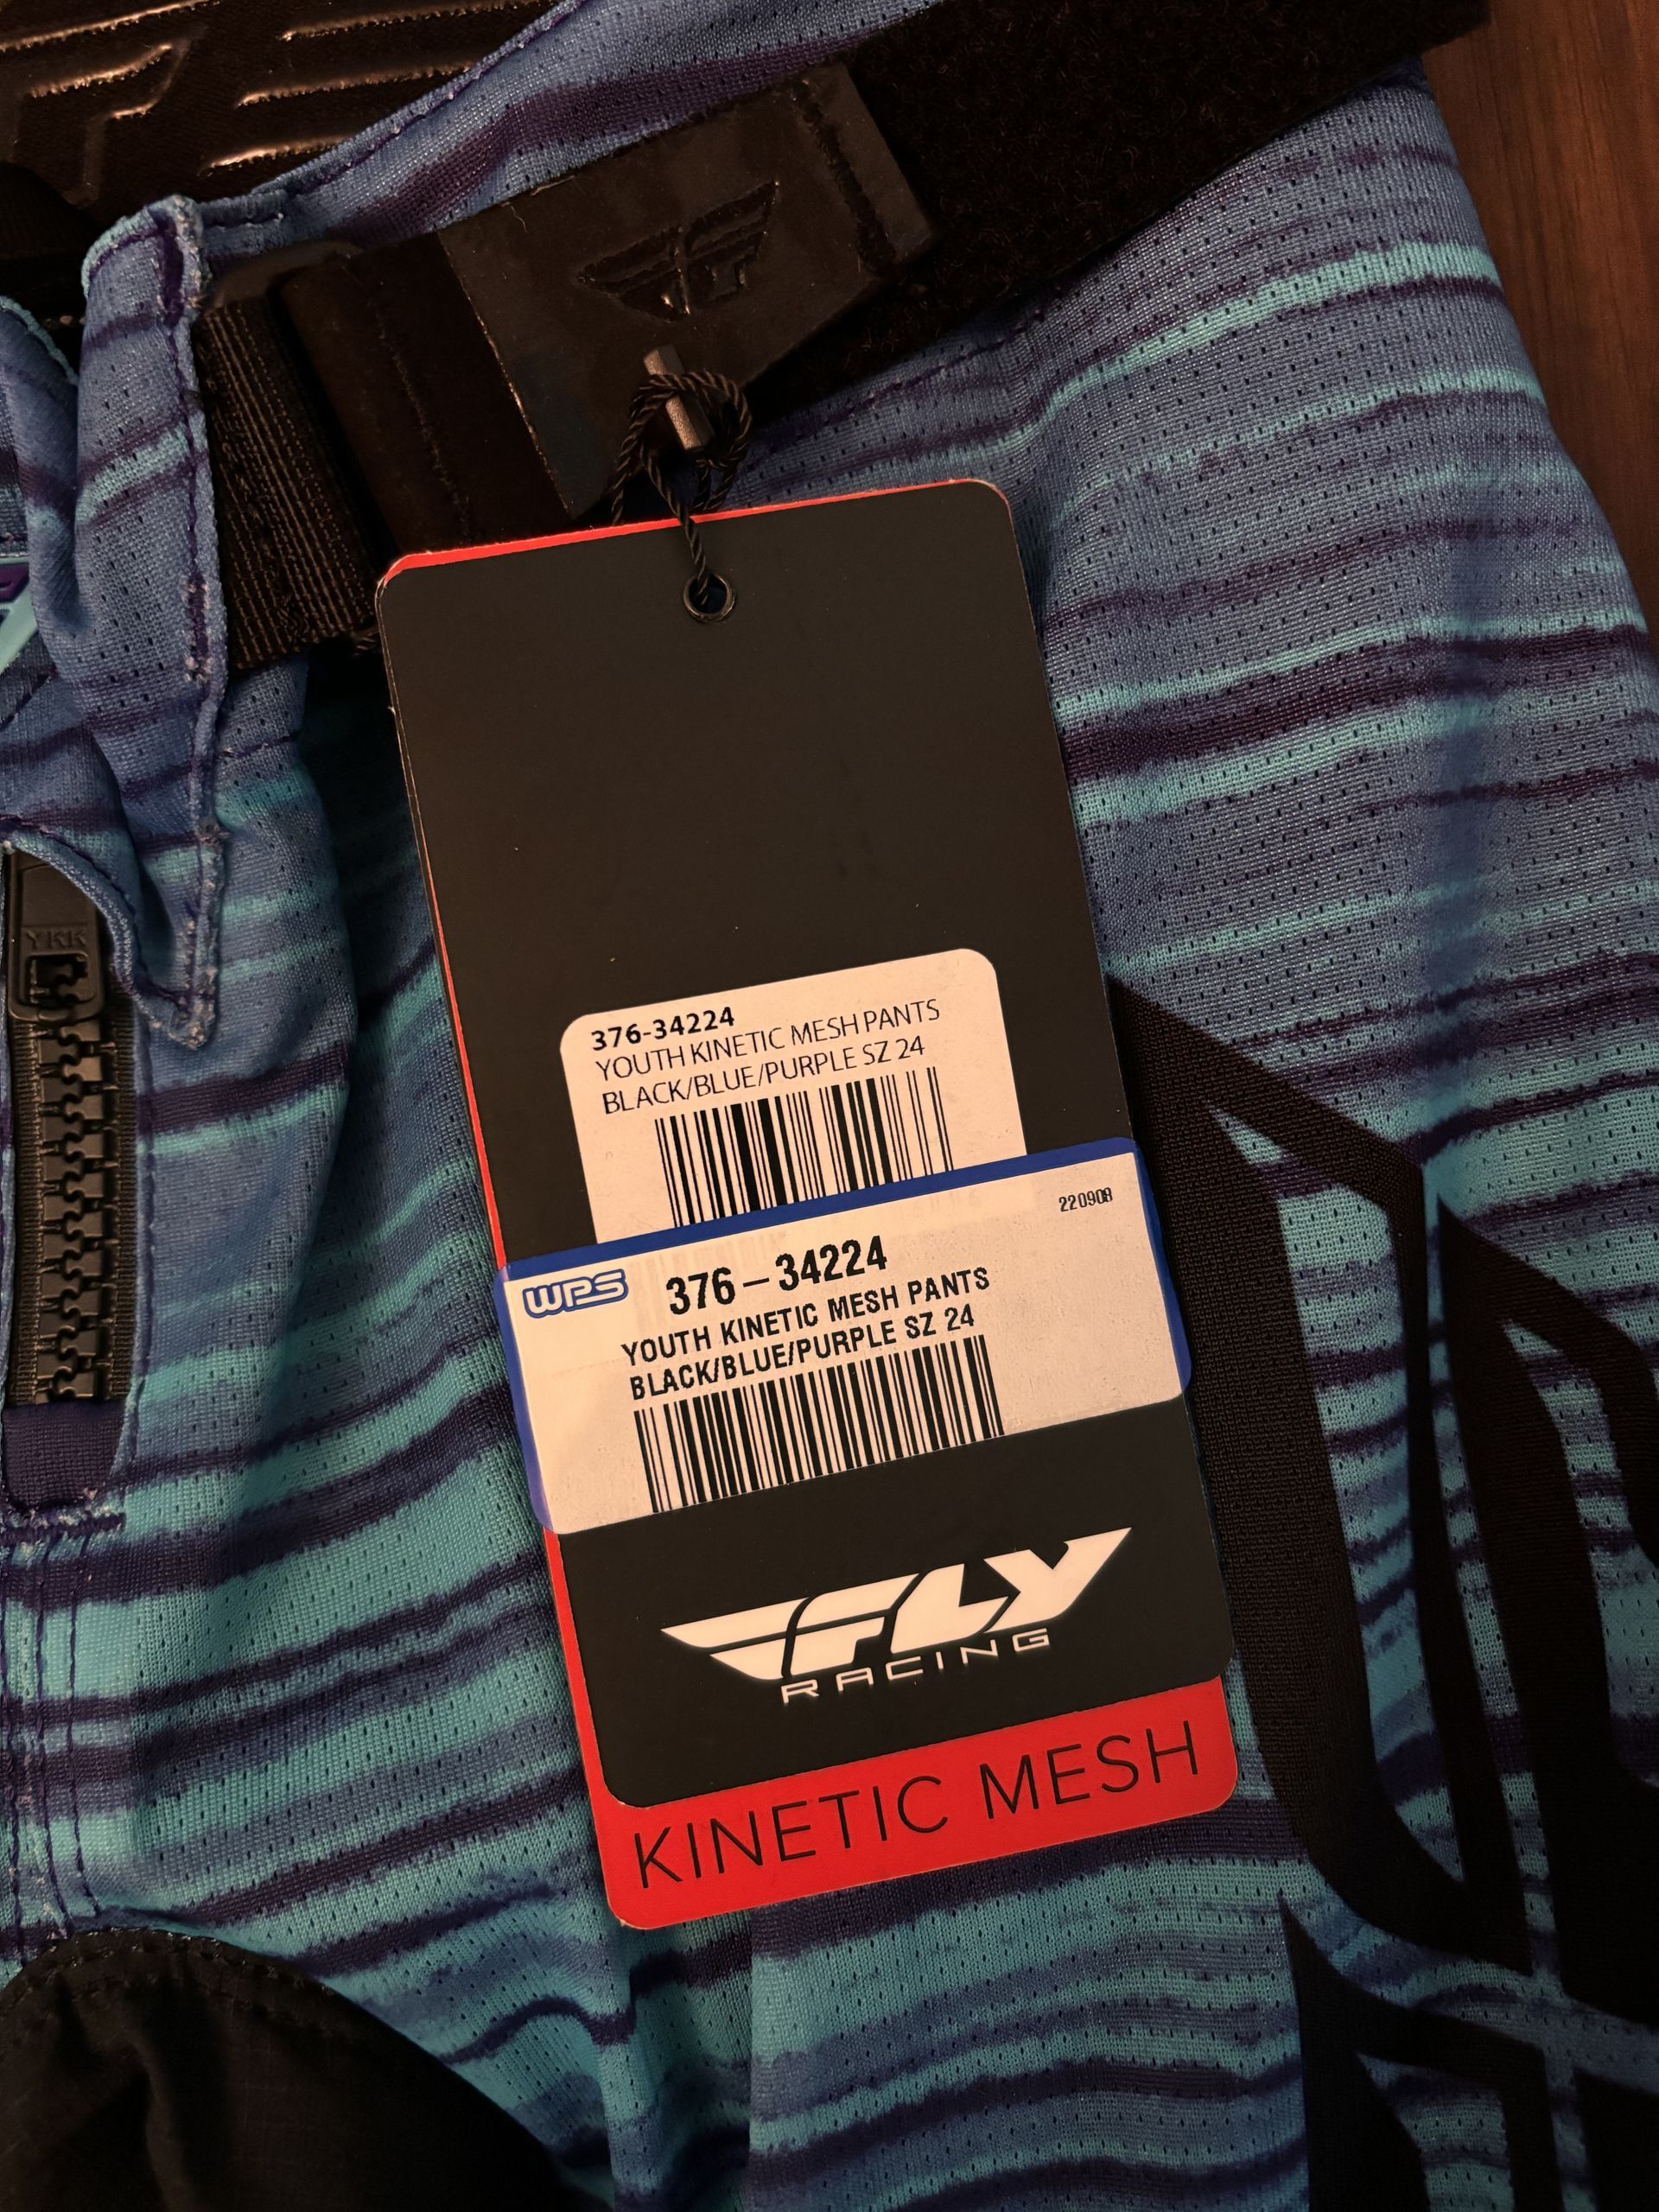 YKK
376-34224
YOUTH KINETIC MESH PANTS
BLACK/BLUE/PURPLE SZ 24
220908
WPS
376-34224
YOUTH KINETIC MESH PANTS
BLACK/BLUE/PURPLE SZ 24
FLY
RACING
KINETIC MESH